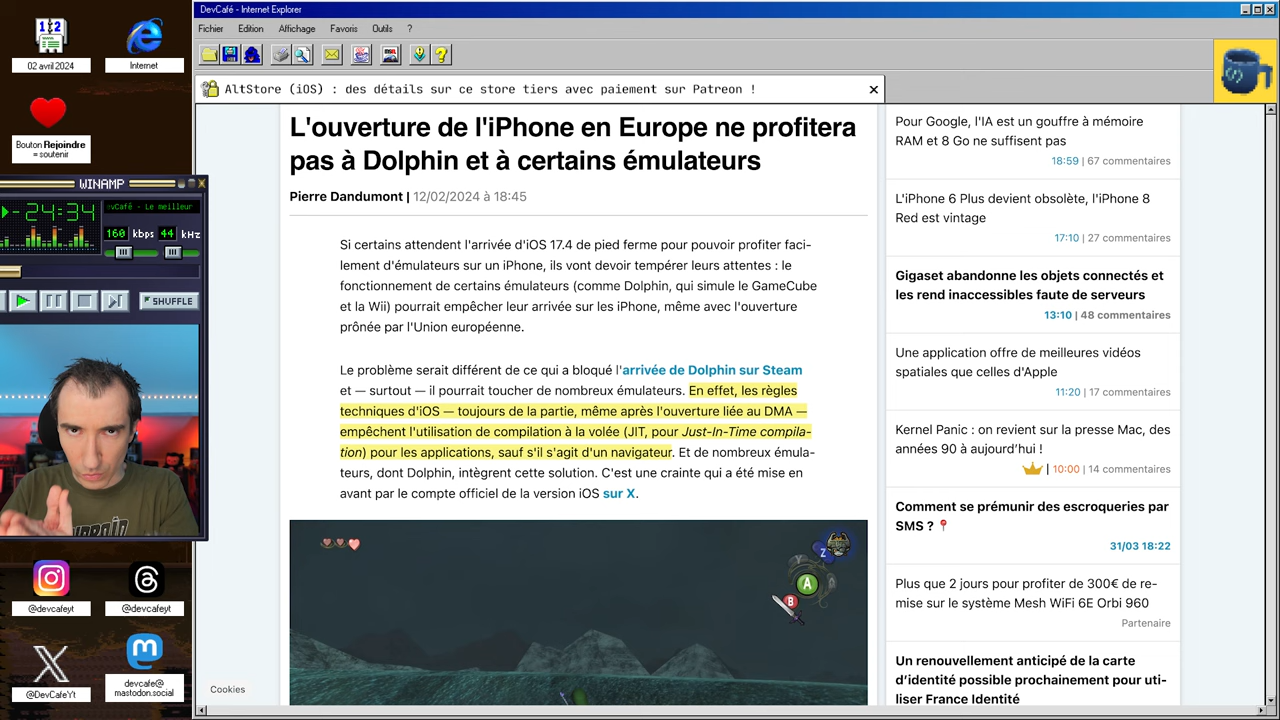 DevCafé - Internet Explorer
Fichier Edition Affichage Favoris Outils ?
02 avril 2024
Internet
Bouton Rejoindre
= soutenir
WINAMP
-24:34
evCafé - Le meilleur
160 kbps 44 kHz
SHUFFLE
@devcafeyt
@devcafeyt
@DevCafeYt
devcafe@
mastodon.social
AltStore (iOS) : des détails sur ce store tiers avec paiement sur Patreon !
L'ouverture de l'iPhone en Europe ne profitera
pas à Dolphin et à certains émulateurs
Pierre Dandumont | 12/02/2024 à 18:45
Si certains attendent l'arrivée d'iOS 17.4 de pied ferme pour pouvoir profiter faci-
lement d'émulateurs sur un iPhone, ils vont devoir tempérer leurs attentes : le
fonctionnement de certains émulateurs (comme Dolphin, qui simule le GameCube
et la Wii) pourrait empêcher leur arrivée sur les iPhone, même avec l'ouverture
prônée par l'Union européenne.
Le problème serait différent de ce qui a bloqué l'arrivée de Dolphin sur Steam
et — surtout — il pourrait toucher de nombreux émulateurs. En effet, les règles
techniques d'iOS — toujours de la partie, même après l'ouverture liée au DMA —
empêchent l'utilisation de compilation à la volée (JIT, pour Just-In-Time compila-
tion) pour les applications, sauf s'il s'agit d'un navigateur. Et de nombreux émula-
teurs, dont Dolphin, intègrent cette solution. C'est une crainte qui a été mise en
avant par le compte officiel de la version iOS sur X.
Z
A
B
Cookies
Pour Google, l'IA est un gouffre à mémoire
RAM et 8 Go ne suffisent pas
18:59 | 67 commentaires
L'iPhone 6 Plus devient obsolète, l'iPhone 8
Red est vintage
17:10 | 27 commentaires
Gigaset abandonne les objets connectés et
les rend inaccessibles faute de serveurs
13:10 | 48 commentaires
Une application offre de meilleures vidéos
spatiales que celles d'Apple
11:20 | 17 commentaires
Kernel Panic : on revient sur la presse Mac, des
années 90 à aujourd'hui !
| 10:00 | 14 commentaires
Comment se prémunir des escroqueries par
SMS ?
31/03 18:22
Plus que 2 jours pour profiter de 300€ de re-
mise sur le système Mesh WiFi 6E Orbi 960
Partenaire
Un renouvellement anticipé de la carte
d'identité possible prochainement pour uti-
liser France Identité